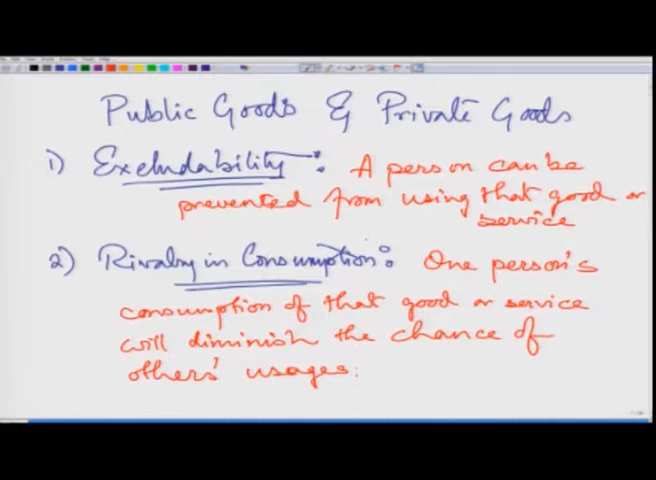 Public Goods & Private Goods
1) Excludability : A person can be
prevented from using that good or
service
2) Rivalry in Consumption : One person's
consumption of that good or service
will diminish the chance of
others' usages.